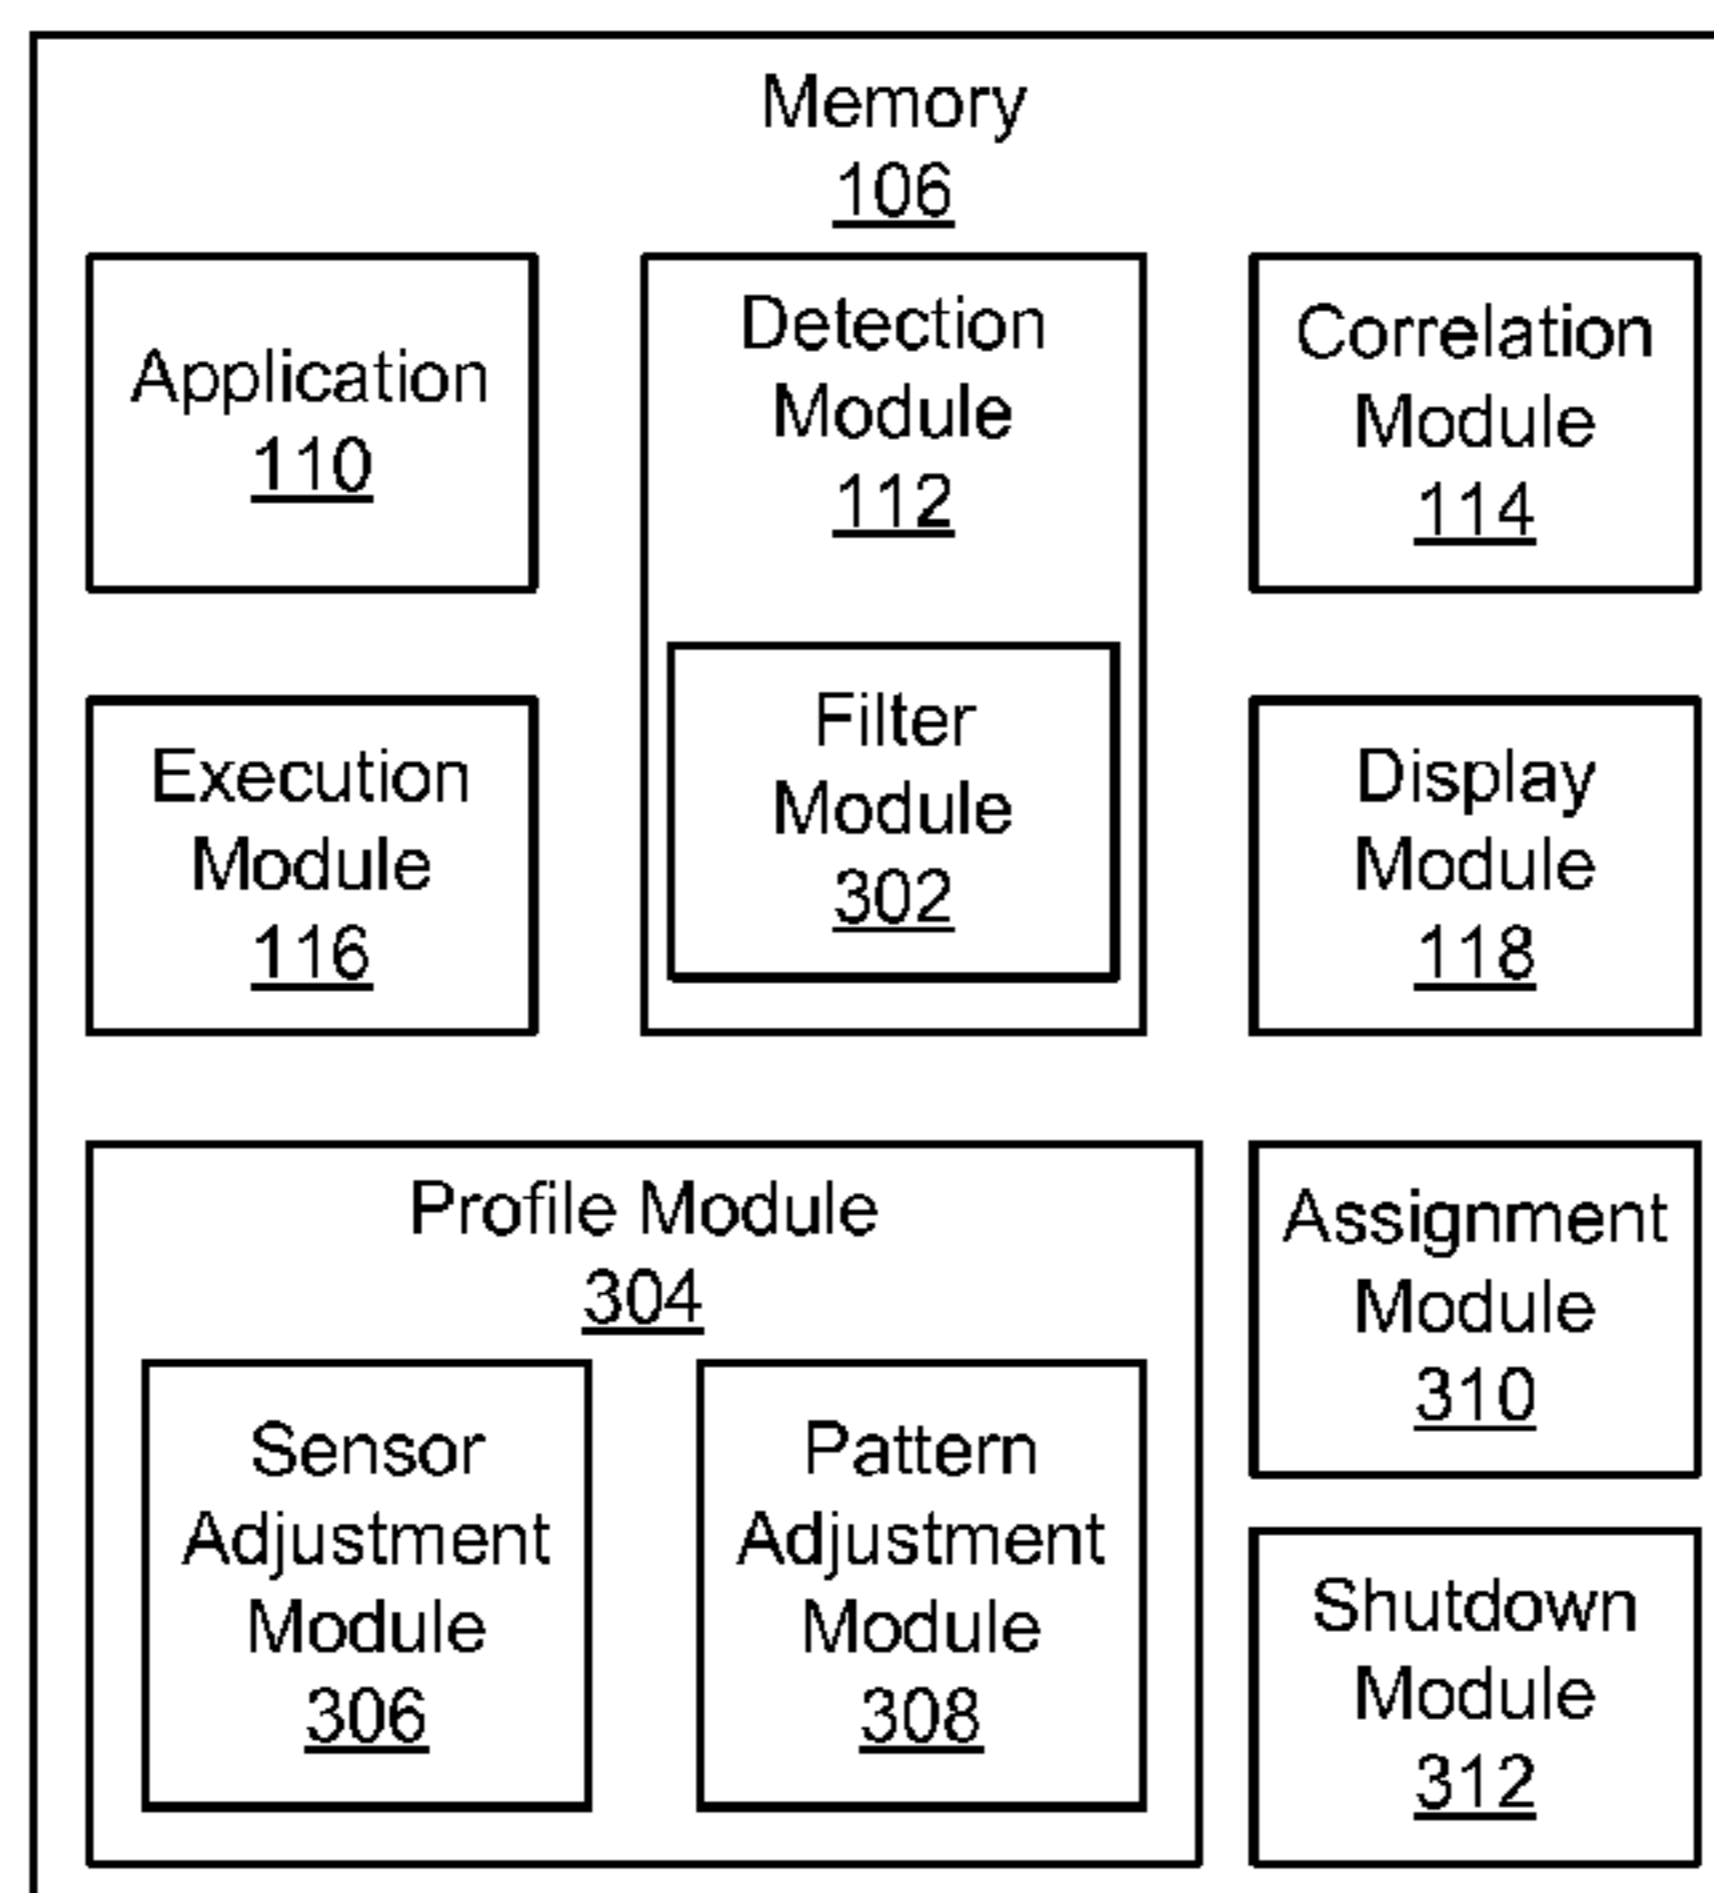 Memory
106
Application
110
Detection
Module
112
Correlation
Module
114
Execution
Module
116
Filter
Module
302
Display
Module
118
Profile Module
304
Sensor
Adjustment
Module
306
Pattern
Adjustment
Module
308
Assignment
Module
310
Shutdown
Module
312